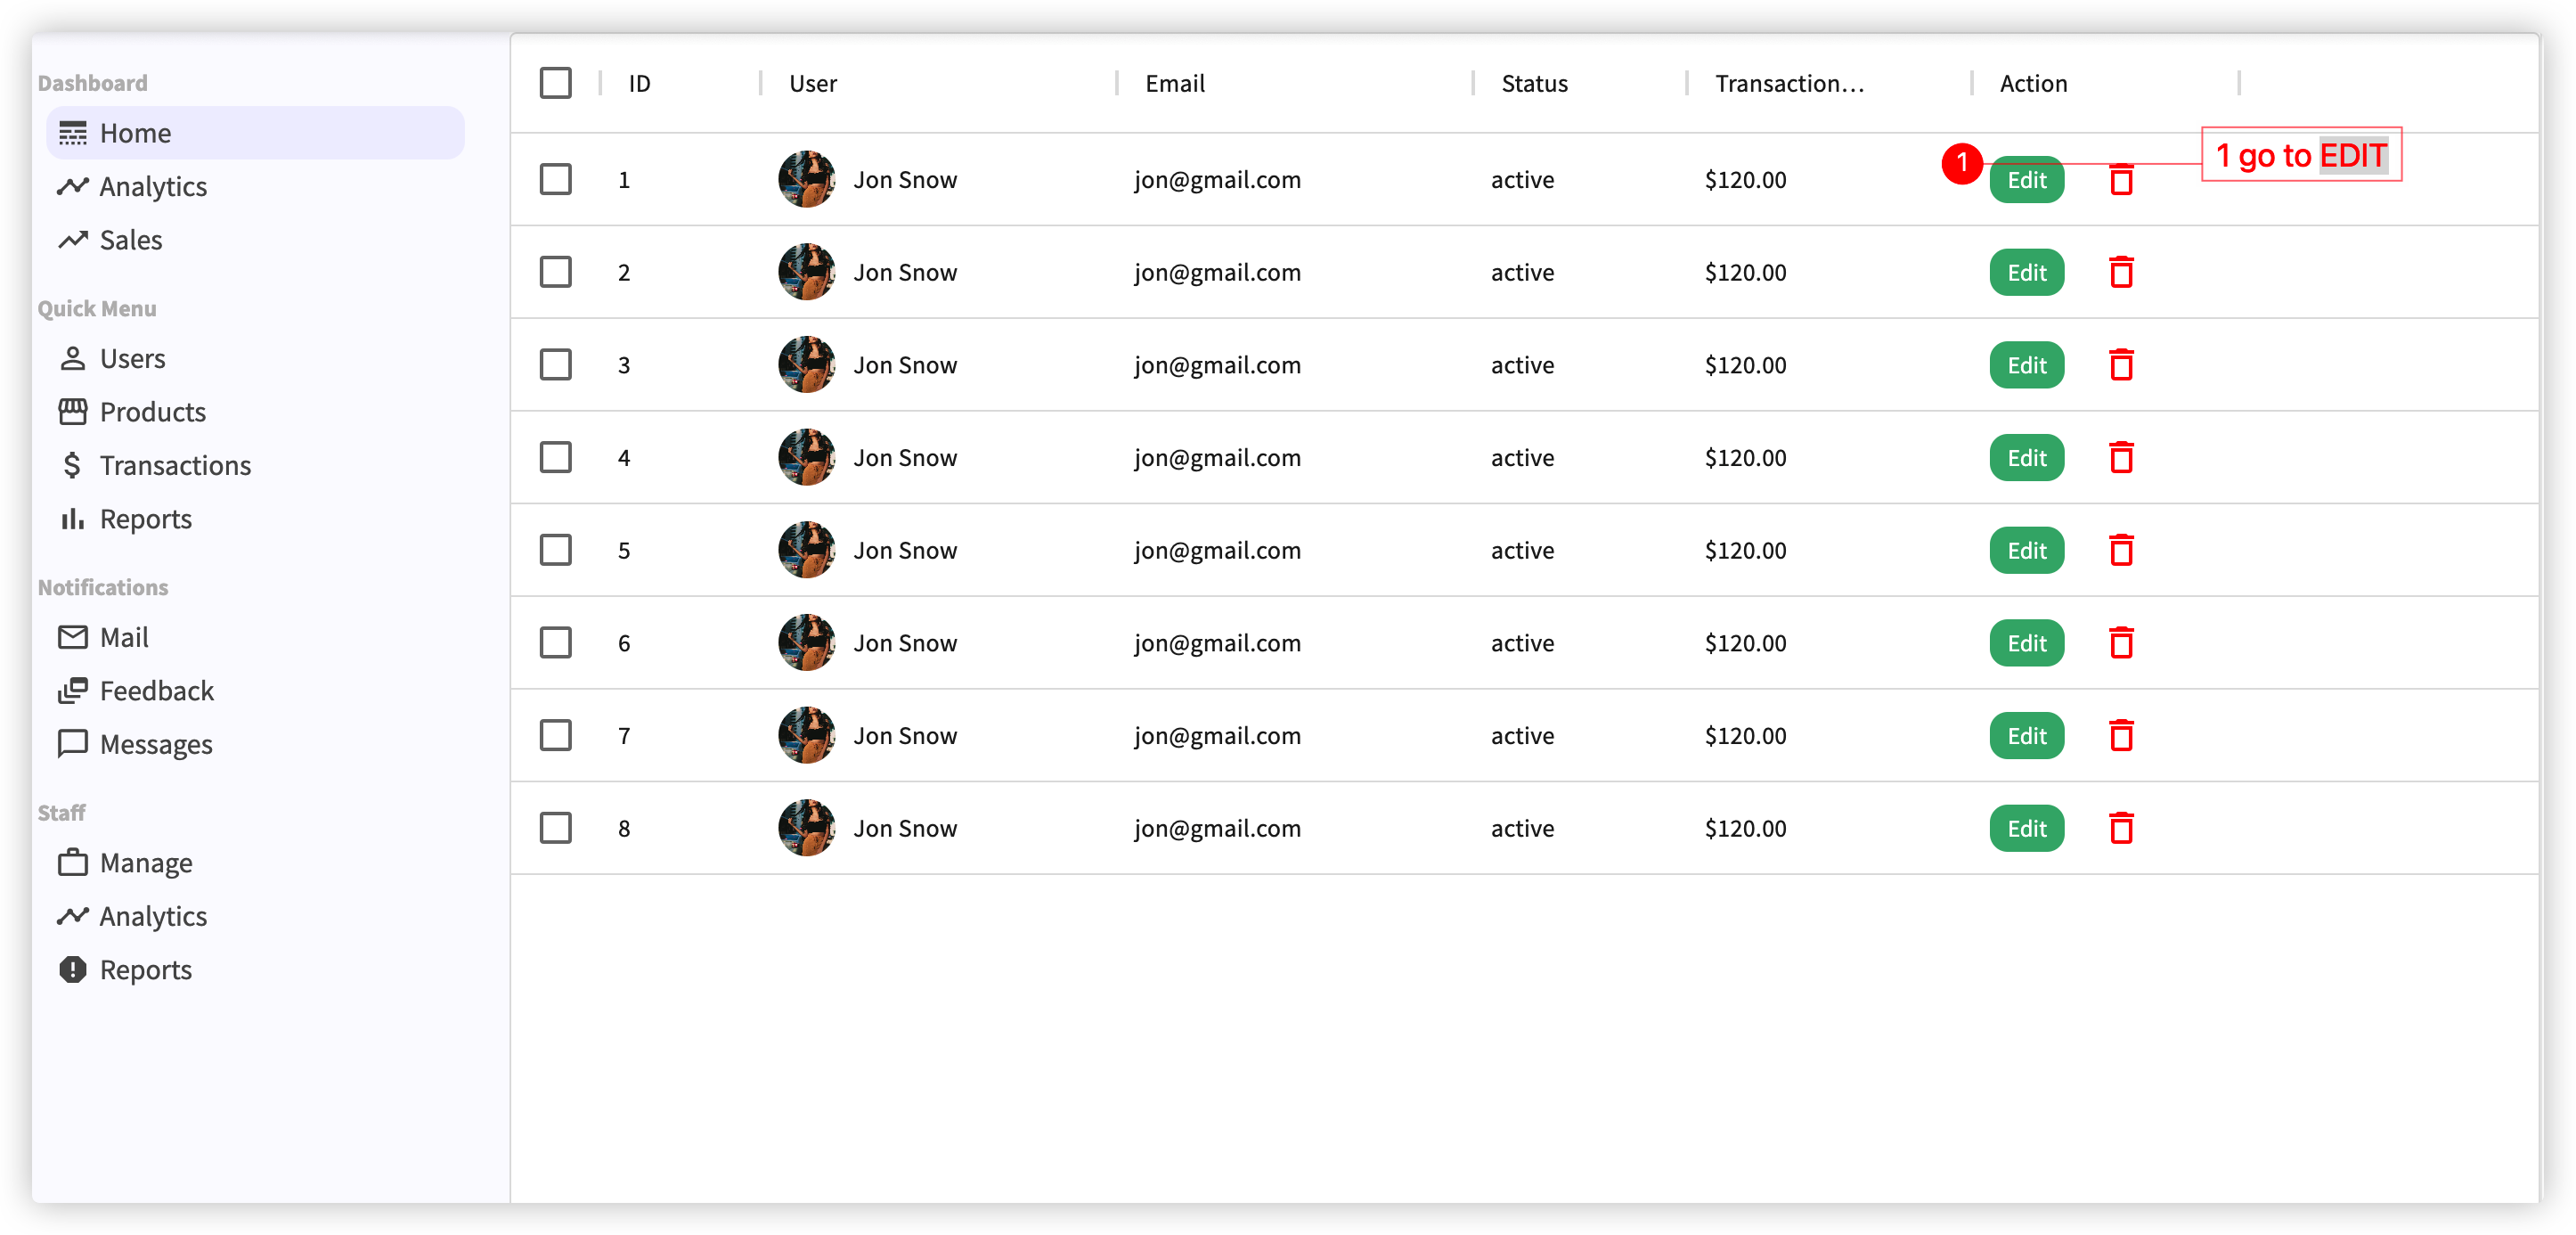 Dashboard
Home
Analytics
Sales
Quick Menu
Users
Products
Transactions
Reports
Notifications
Mail
Feedback
Messages
Staff
Manage
Analytics
Reports
ID User Email Status Transaction… Action
1 Jon Snow jon@gmail.com active $120.00 1 Edit 1 go to EDIT
2 Jon Snow jon@gmail.com active $120.00 Edit
3 Jon Snow jon@gmail.com active $120.00 Edit
4 Jon Snow jon@gmail.com active $120.00 Edit
5 Jon Snow jon@gmail.com active $120.00 Edit
6 Jon Snow jon@gmail.com active $120.00 Edit
7 Jon Snow jon@gmail.com active $120.00 Edit
8 Jon Snow jon@gmail.com active $120.00 Edit